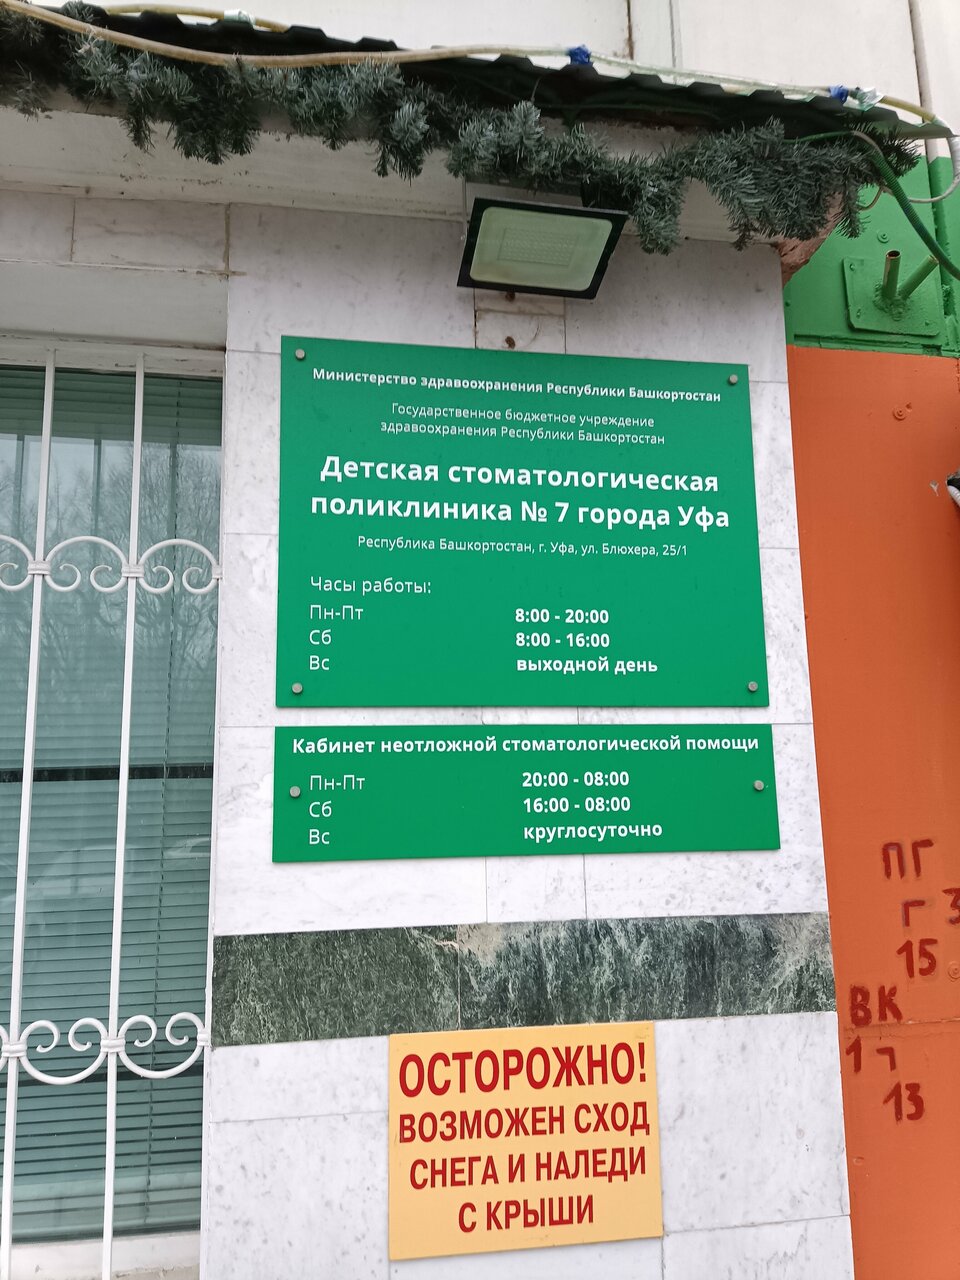 Министерство здравоохранения Республики Башкортостан
Государственное бюджетное учреждение
здравоохранения Республики Башкортостан
Детская стоматологическая
поликлиника № 7 города Уфа
Республика Башкортостан, г. Уфа, ул. Блюхера, 25/1
Часы работы:
Пн-Пт 8:00 - 20:00
Сб 8:00 - 16:00
Вс выходной день
Кабинет неотложной стоматологической помощи
Пн-Пт 20:00 - 08:00
Сб 16:00 - 08:00
Вс круглосуточно
ОСТОРОЖНО!
ВОЗМОЖЕН СХОД
СНЕГА И НАЛЕДИ
С КРЫШИ
ПГ
Г 3
15
ВК
1
13